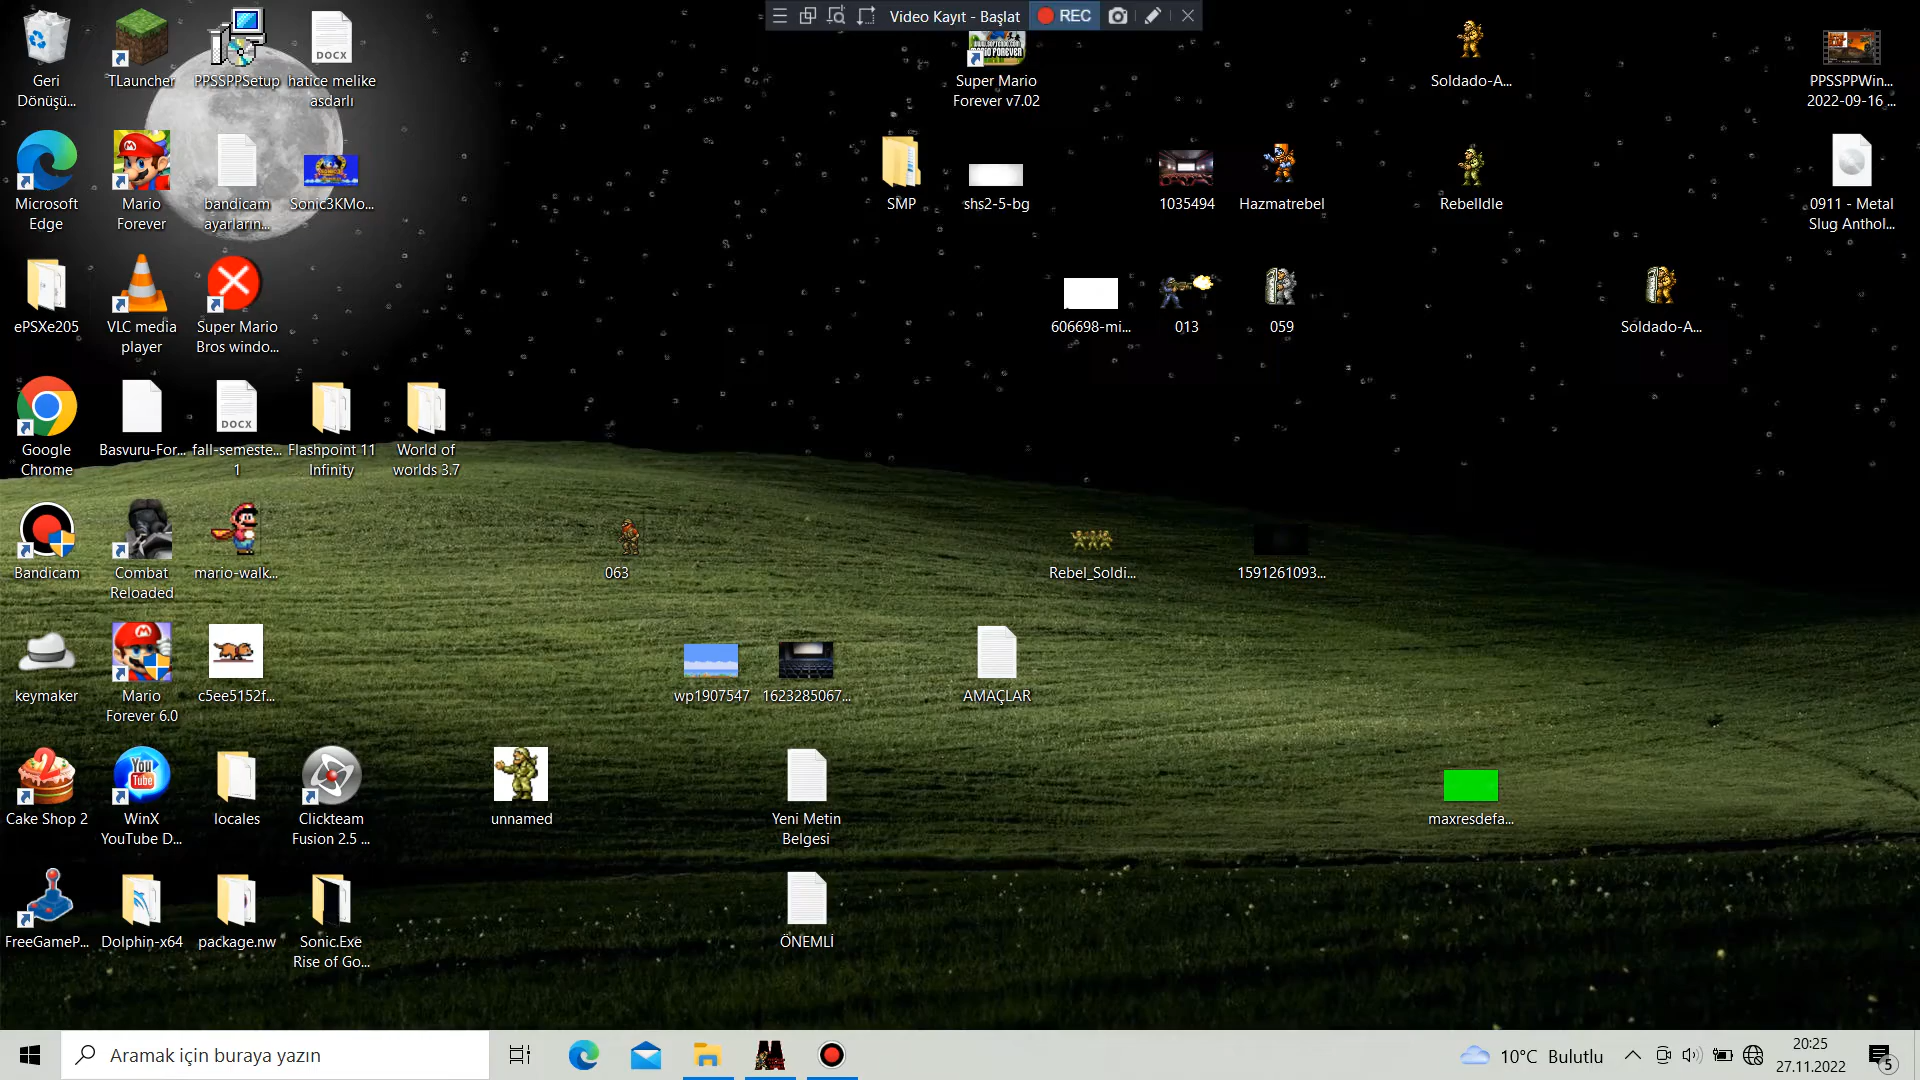 Video Kayıt - Başlat
REC
Geri
Dönüşü...
TLauncher
PPSSPPSetup
hatice melike
asdarlı
Super Mario
Forever v7.02
Soldado-A...
PPSSPPWin...
2022-09-16 ...
Microsoft
Edge
Mario
Forever
bandicam
ayarların...
Sonic3KMo...
SMP
shs2-5-bg
1035494
Hazmatrebel
RebelIdle
0911 - Metal
Slug Anthol...
ePSXe205
VLC media
player
Super Mario
Bros windo...
606698-mi...
013
059
Soldado-A...
DOCX
Google
Chrome
Basvuru-For...
fall-semeste...
1
Flashpoint 11
Infinity
World of
worlds 3.7
DOCX
Bandicam
Combat
Reloaded
mario-walk...
063
Rebel_Soldi...
1591261093...
keymaker
Mario
Forever 6.0
c5ee5152f...
wp1907547
1623285067...
AMAÇLAR
Cake Shop 2
You
Tube
WinX
YouTube D...
locales
Clickteam
Fusion 2.5 ...
unnamed
Yeni Metin
Belgesi
maxresdefa...
FreeGameP...
Dolphin-x64
package.nw
Sonic.Exe
Rise of Go...
ÖNEMLİ
Aramak için buraya yazın
10°C Bulutlu
20:25
27.11.2022
5